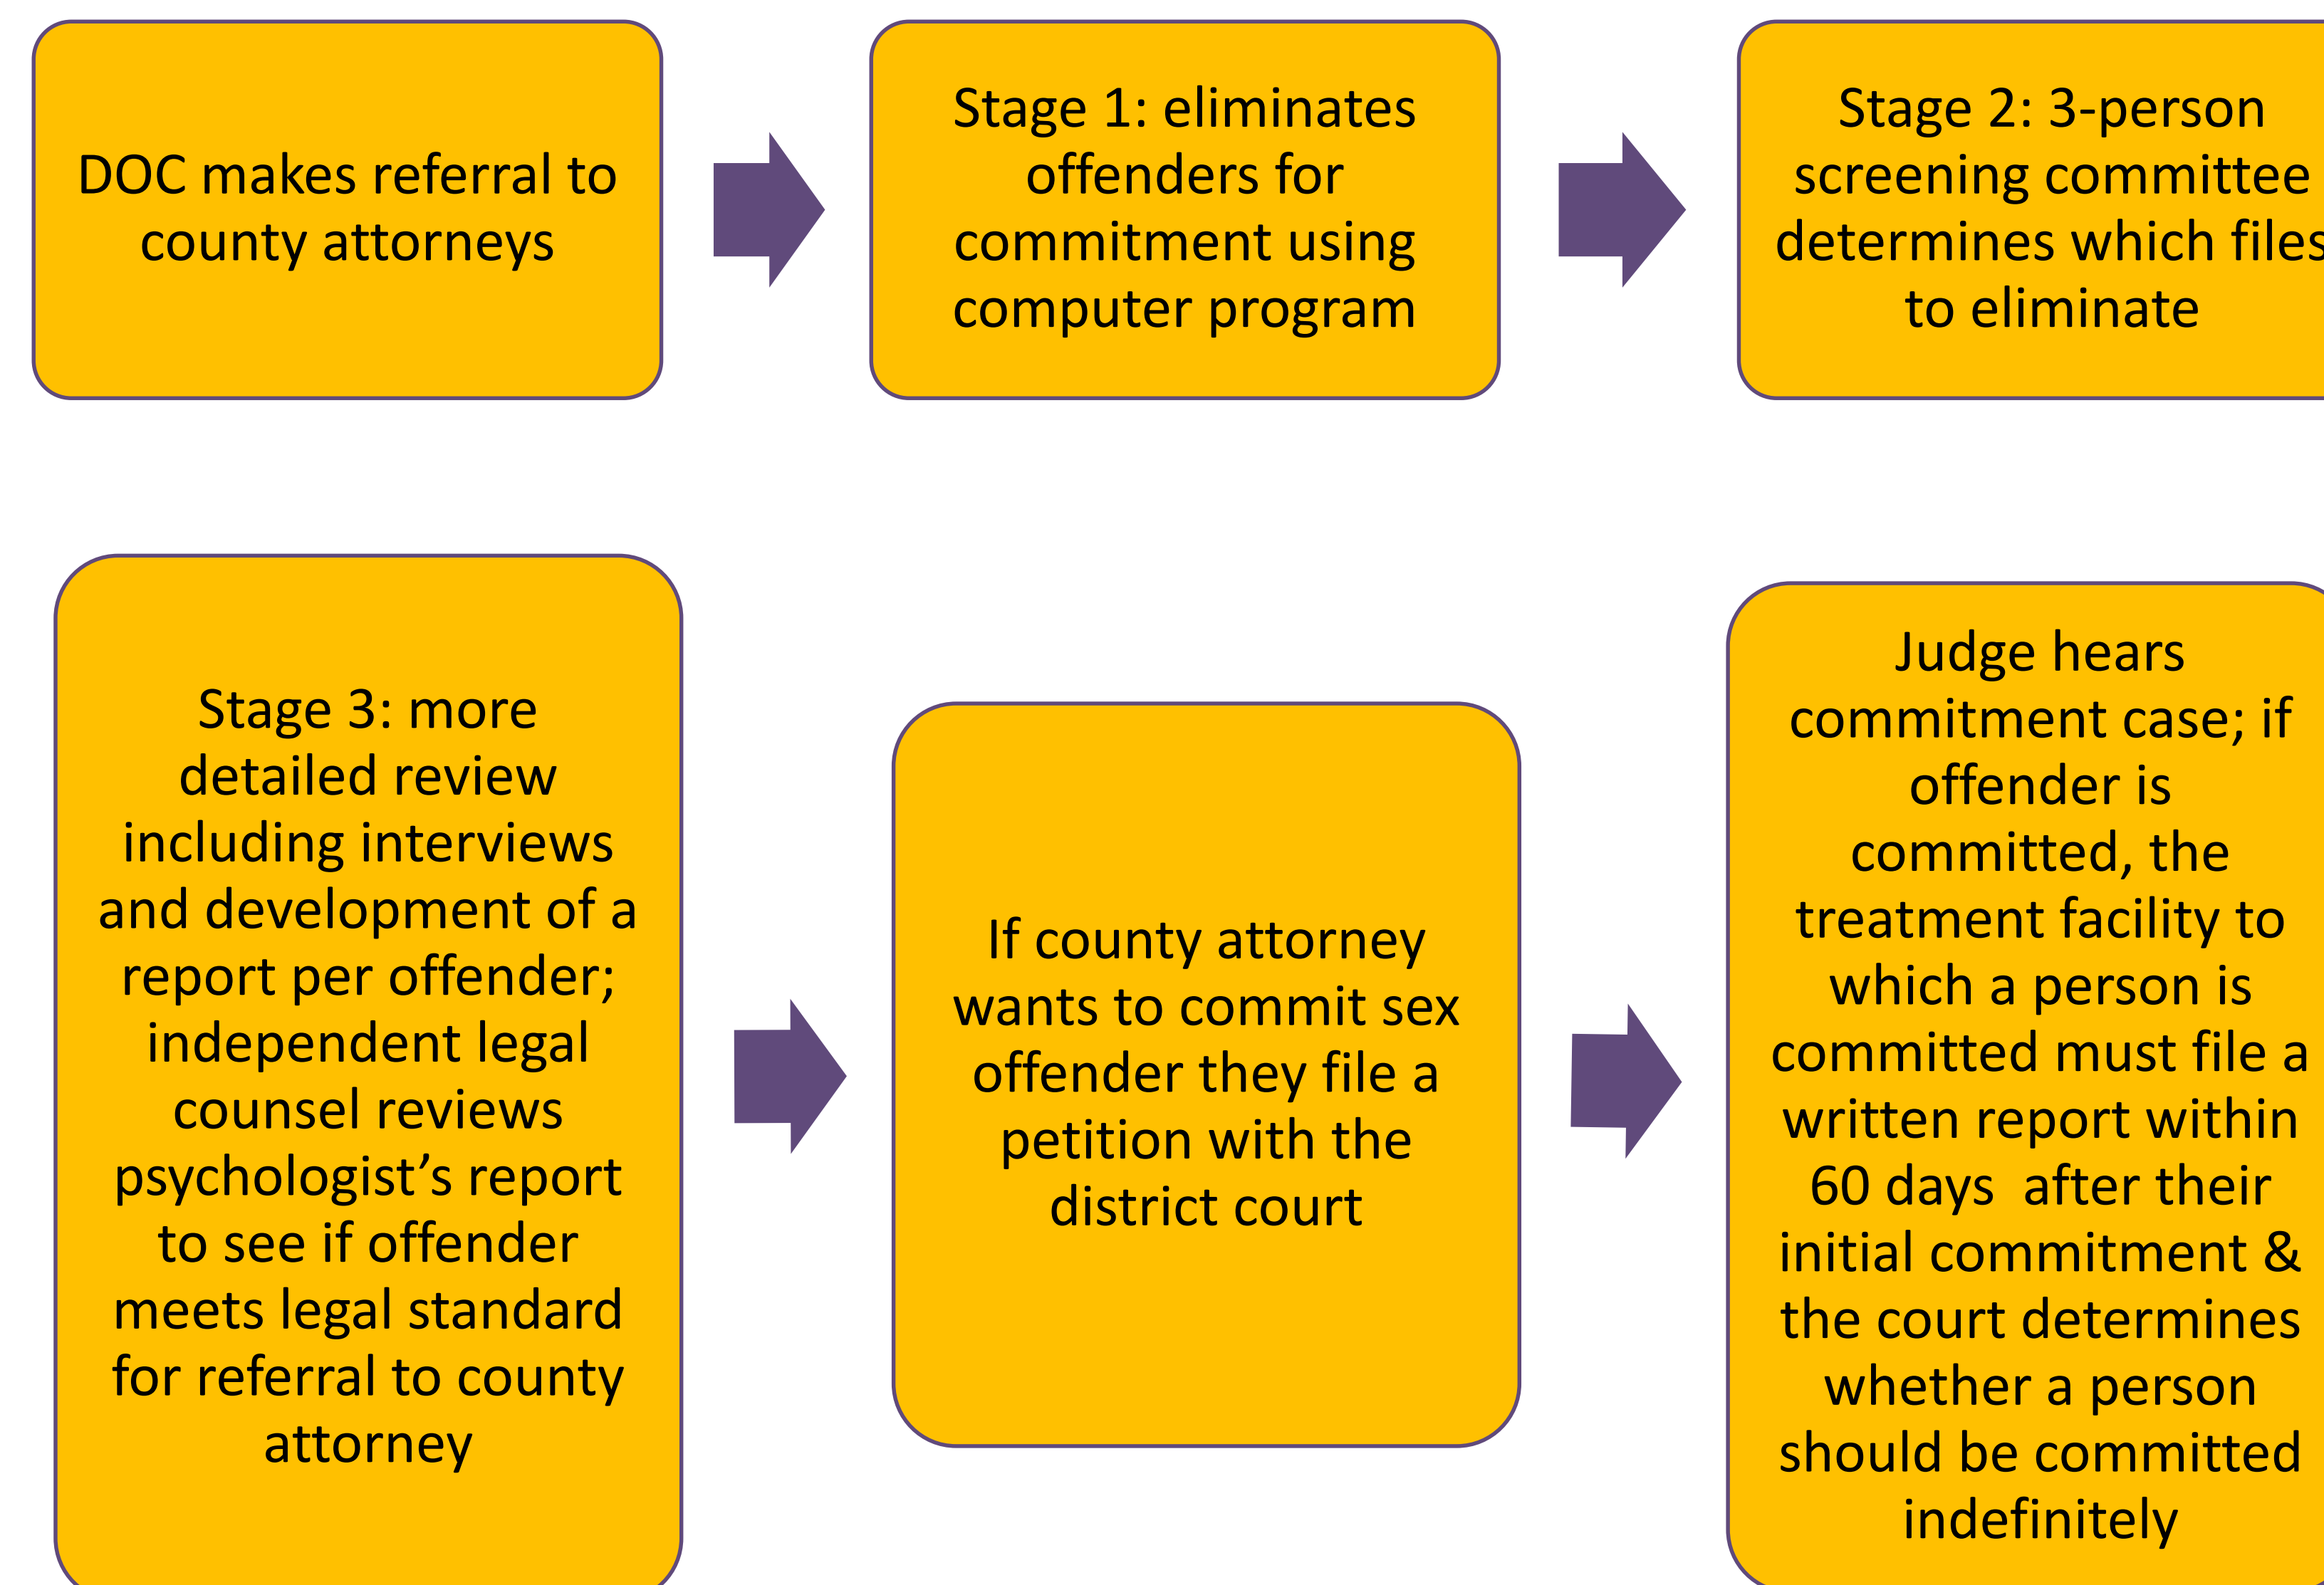 DOC makes referral to
county attorneys
Stage 1: eliminates
offenders for
commitment using
computer program
Stage 2: 3-person
screening committee
determines which files
to eliminate
Stage 3: more
detailed review
including interviews
and development of a
report per offender;
independent legal
counsel reviews
psychologist’s report
to see if offender
meets legal standard
for referral to county
attorney
If county attorney
wants to commit sex
offender they file a
petition with the
district court
Judge hears
commitment case; if
offender is
committed, the
treatment facility to
which a person is
committed must file a
written report within
60 days  after their
initial commitment &
the court determines
whether a person
should be committed
indefinitely